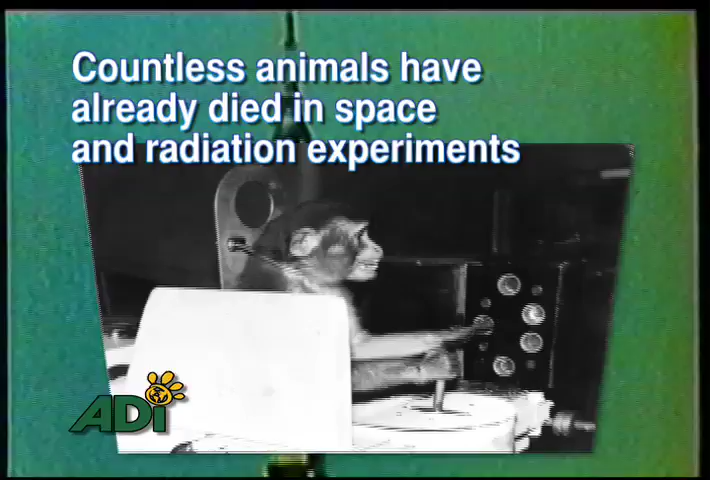 Countless animals have
already died in space
and radiation experiments
ADI